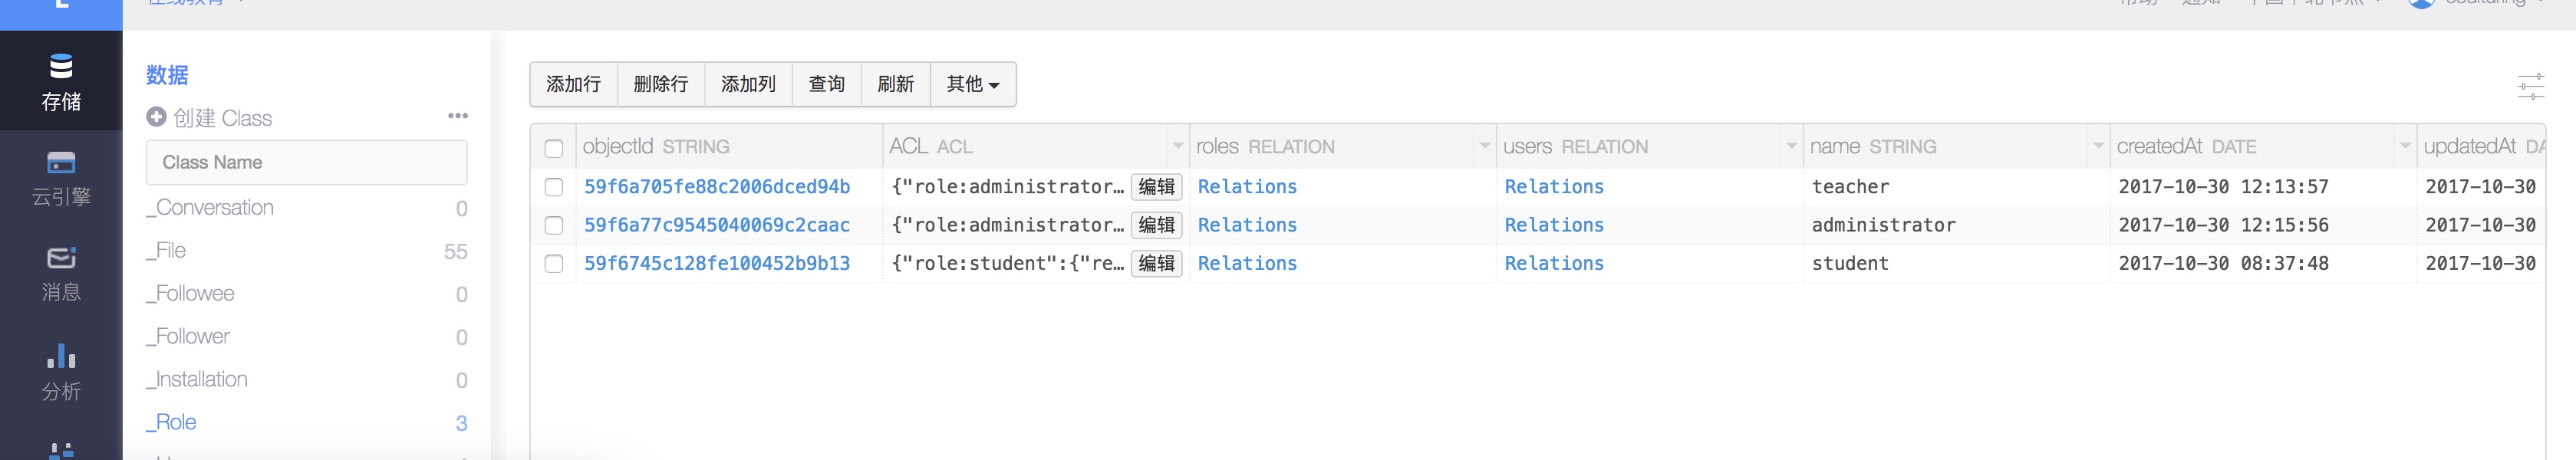 存储
云引擎
消息
分析
数据
创建 Class
Class Name
_Conversation 0
_File 55
_Followee 0
_Follower 0
_Installation 0
_Role 3
添加行 删除行 添加列 查询 刷新 其他
objectId STRING ACL ACL roles RELATION users RELATION name STRING createdAt DATE updatedAt DA
59f6a705fe88c2006dced94b {"role:administrator… 编辑 Relations Relations teacher 2017-10-30 12:13:57 2017-10-30
59f6a77c9545040069c2caac {"role:administrator… 编辑 Relations Relations administrator 2017-10-30 12:15:56 2017-10-30
59f6745c128fe100452b9b13 {"role:student":{"re… 编辑 Relations Relations student 2017-10-30 08:37:48 2017-10-30